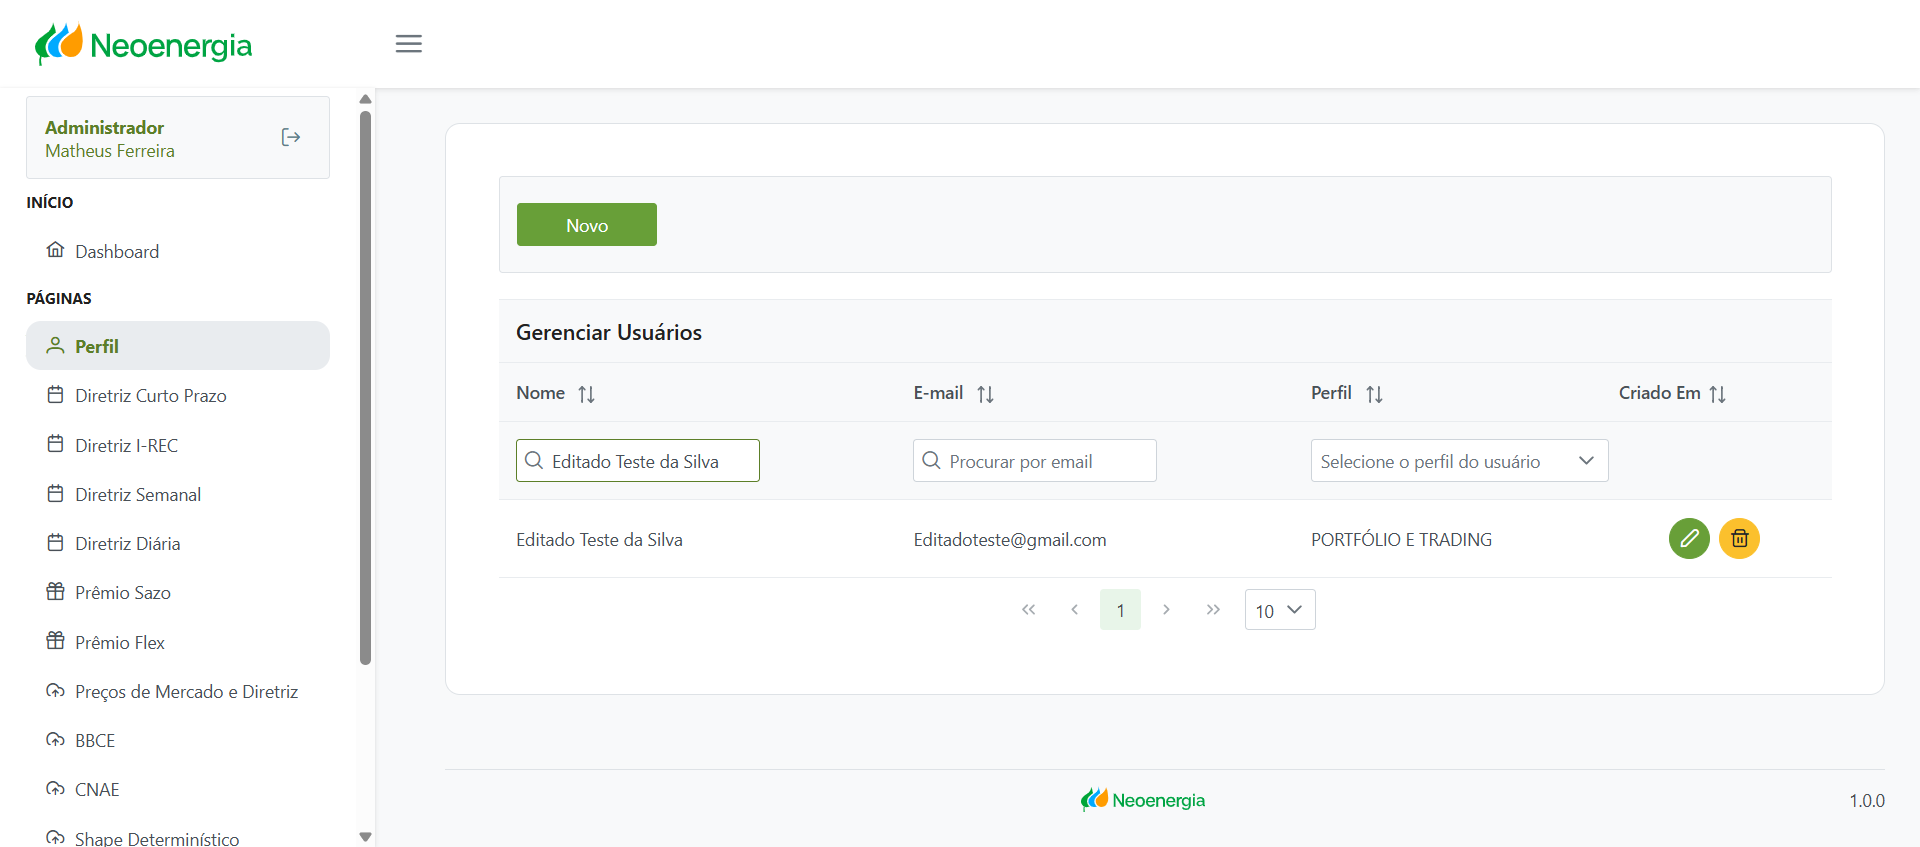 Neoenergia
Administrador
Matheus Ferreira
INÍCIO
Dashboard
PÁGINAS
Perfil
Diretriz Curto Prazo
Diretriz I-REC
Diretriz Semanal
Diretriz Diária
Prêmio Sazo
Prêmio Flex
Preços de Mercado e Diretriz
BBCE
CNAE
Shape Determinístico
Novo
Gerenciar Usuários
Nome E-mail Perfil Criado Em
Editado Teste da Silva Procurar por email Selecione o perfil do usuário
Editado Teste da Silva Editadoteste@gmail.com PORTFÓLIO E TRADING
« ‹ 1 › » 10
Neoenergia 1.0.0